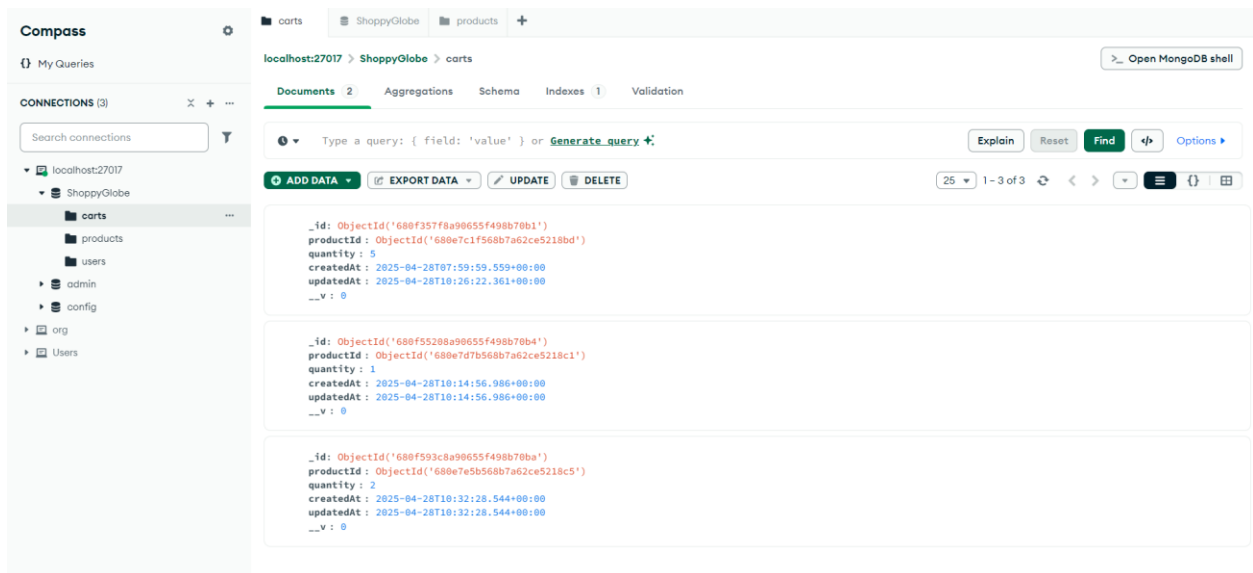 Compass
{} My Queries
CONNECTIONS (3)
Search connections
localhost:27017
ShoppyGlobe
carts
products
users
admin
config
org
Users
carts ShoppyGlobe products
localhost:27017 > ShoppyGlobe > carts
>_ Open MongoDB shell
Documents 2 Aggregations Schema Indexes 1 Validation
Type a query: { field: 'value' } or Generate query
Explain Reset Find </> Options
ADD DATA EXPORT DATA UPDATE DELETE
25 1 – 3 of 3 {}
_id: ObjectId('680f357f8a90655f498b70b1')
productId : ObjectId('680e7c1f568b7a62ce5218bd')
quantity : 5
createdAt : 2025-04-28T07:59:59.559+00:00
updatedAt : 2025-04-28T10:26:22.361+00:00
__v : 0
_id: ObjectId('680f55208a90655f498b70b4')
productId : ObjectId('680e7d7b568b7a62ce5218c1')
quantity : 1
createdAt : 2025-04-28T10:14:56.986+00:00
updatedAt : 2025-04-28T10:14:56.986+00:00
__v : 0
_id: ObjectId('680f593c8a90655f498b70ba')
productId : ObjectId('680e7e5b568b7a62ce5218c5')
quantity : 2
createdAt : 2025-04-28T10:32:28.544+00:00
updatedAt : 2025-04-28T10:32:28.544+00:00
__v : 0